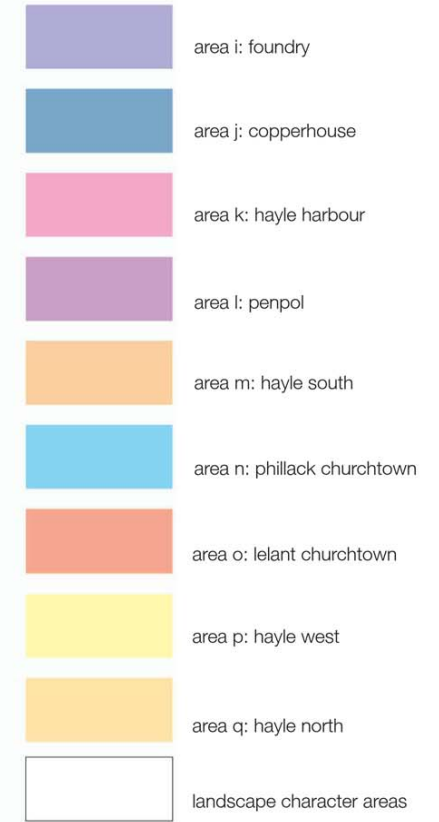 area i: foundry
area j: copperhouse
area k: hayle harbour
area l: penpol
area m: hayle south
area n: phillack churchtown
area o: lelant churchtown
area p: hayle west
area q: hayle north
landscape character areas